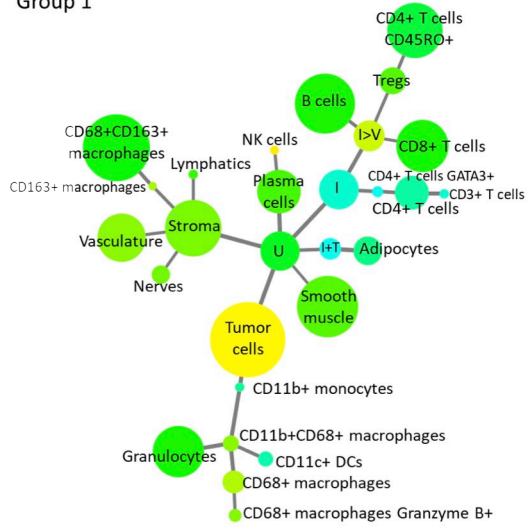 Group 1
CD4+ T cells
CD45RO+
Tregs
B cells
I>V
CD8+ T cells
NK cells
CD68+CD163+
macrophages
Lymphatics
CD163+ macrophages
Plasma
cells
I
CD4+ T cells GATA3+
CD3+ T cells
CD4+ T cells
Stroma
Vasculature
U
I+T
Adipocytes
Nerves
Smooth
muscle
Tumor
cells
CD11b+ monocytes
CD11b+CD68+ macrophages
Granulocytes
CD11c+ DCs
CD68+ macrophages
CD68+ macrophages Granzyme B+